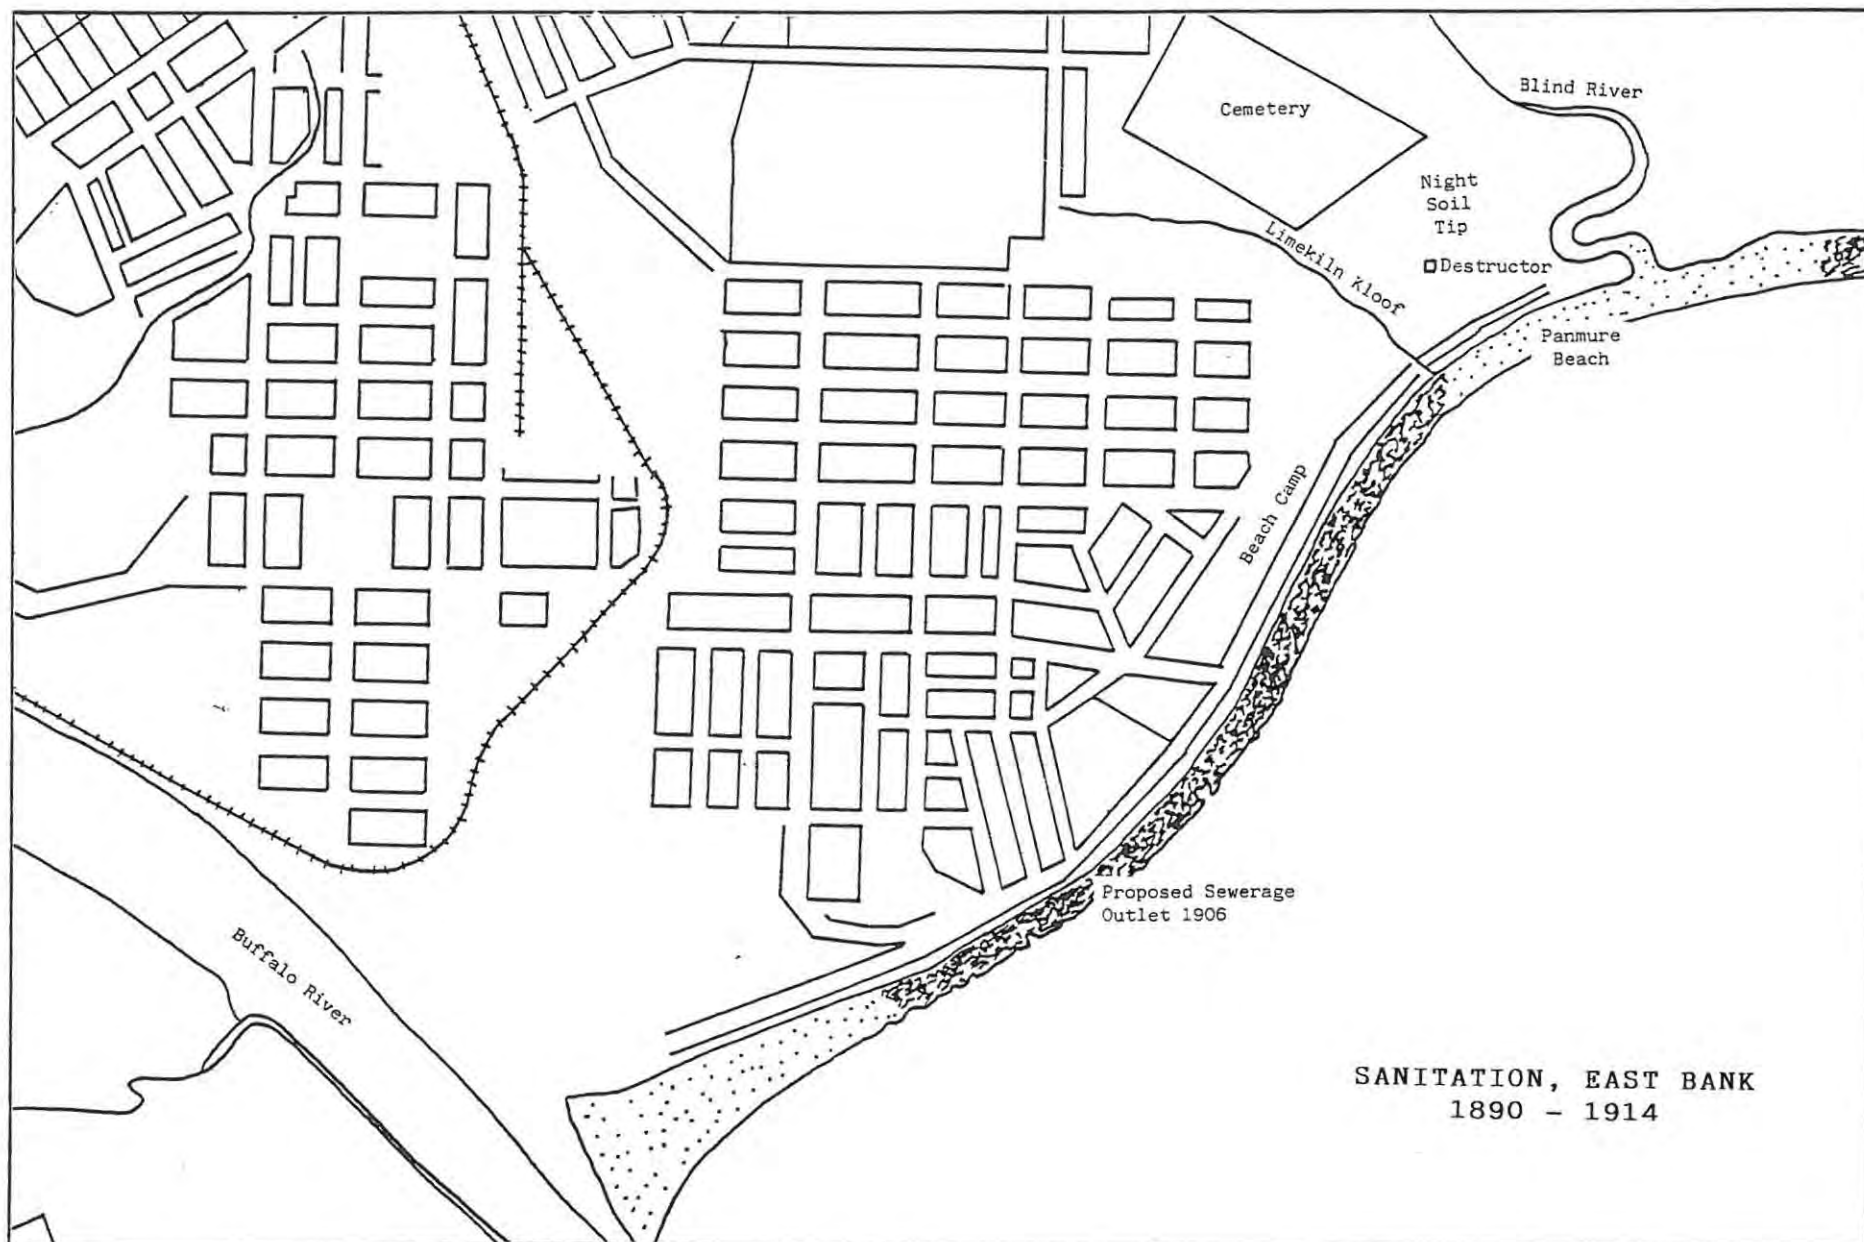 Blind River
Cemetery
Night
Soil
Tip
Limekiln Kloof
Destructor
Panmure
Beach
Beach Camp
Proposed Sewerage
Outlet 1906
Buffalo River
SANITATION, EAST BANK
1890 - 1914